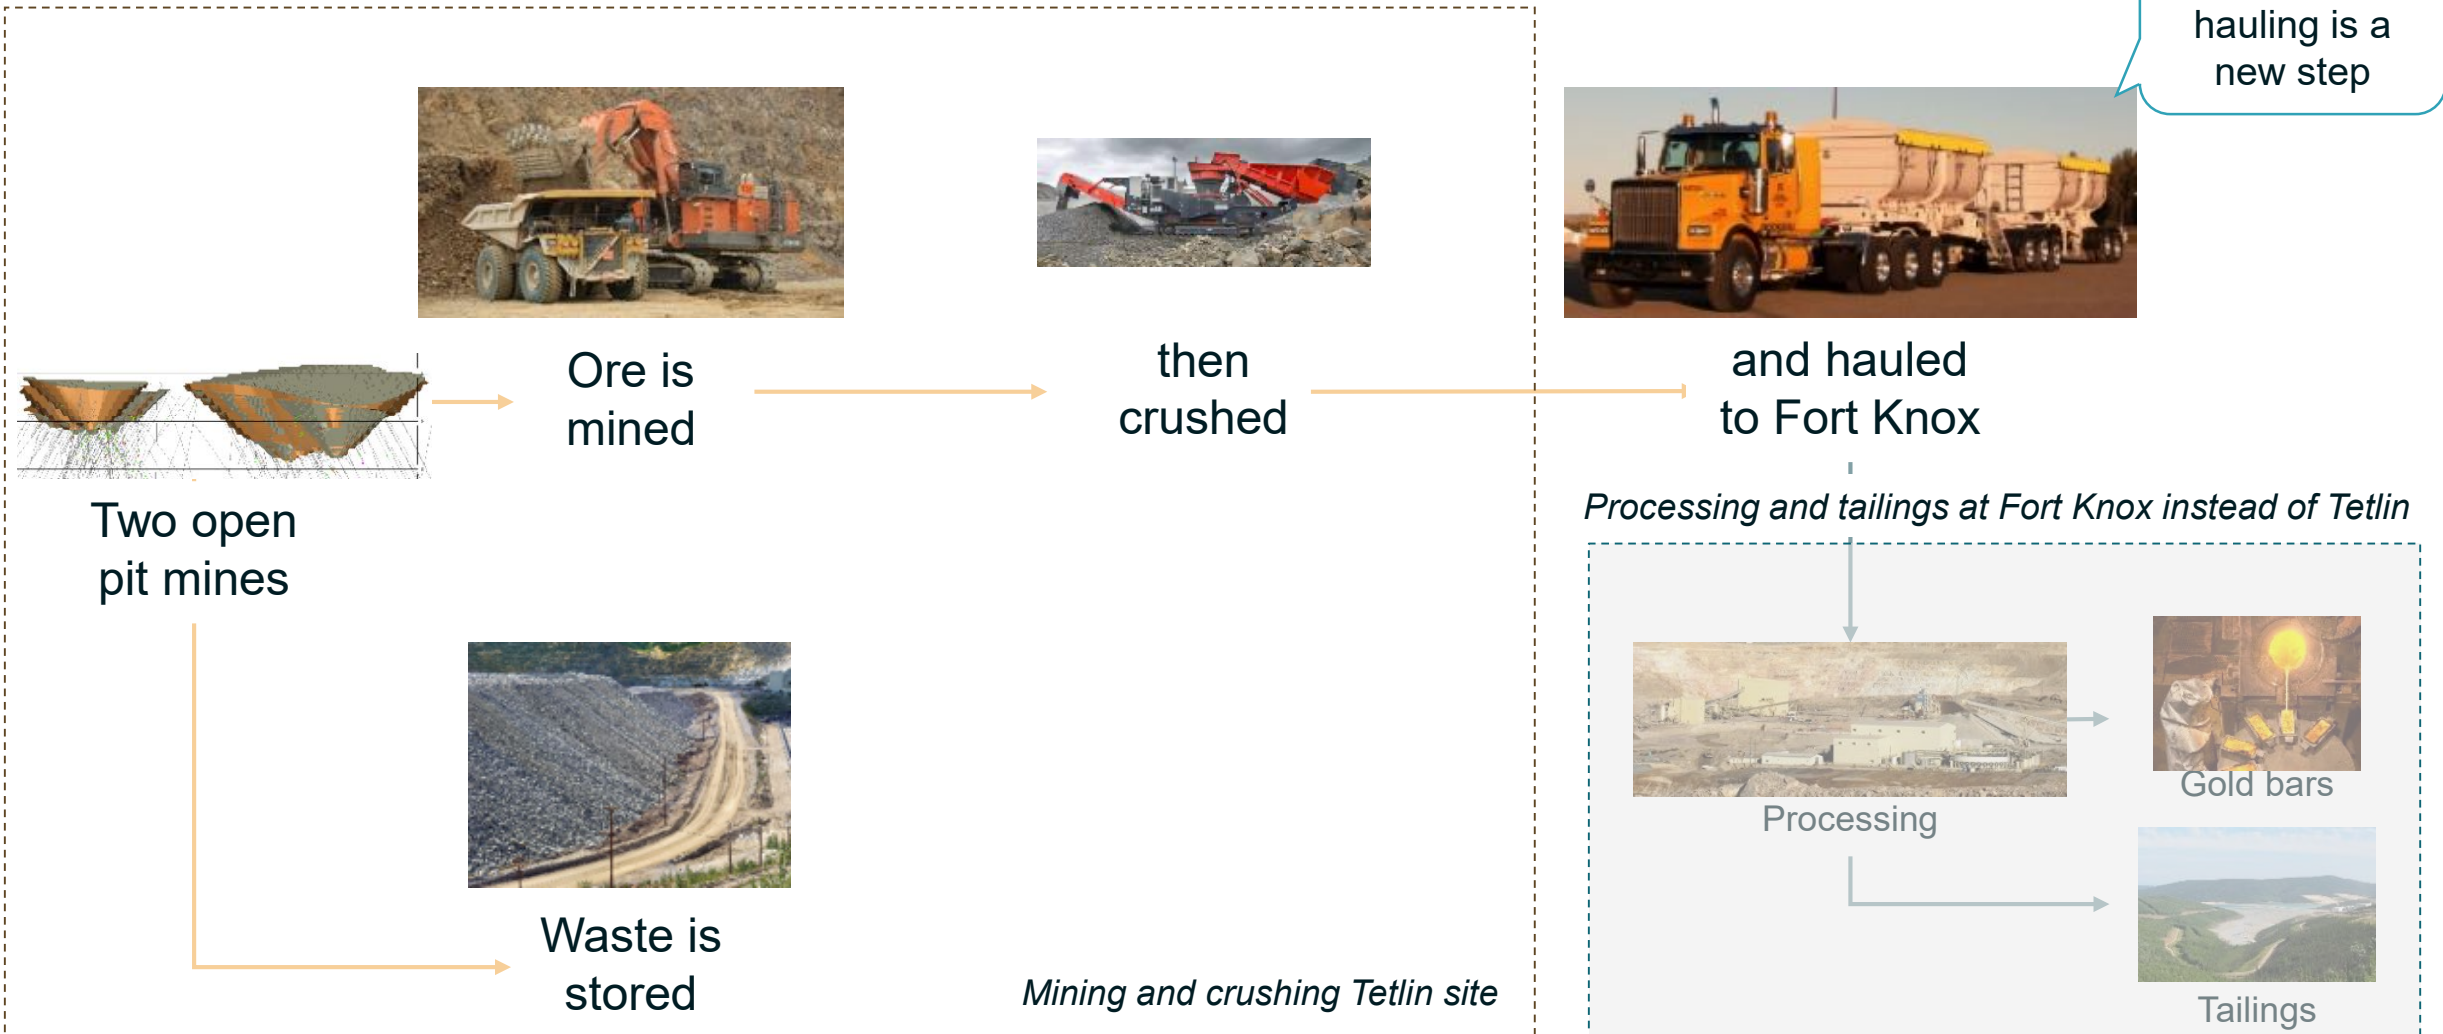 hauling is a
new step
Ore is
mined
then
crushed
and hauled
to Fort Knox
Two open
pit mines
Processing and tailings at Fort Knox instead of Tetlin
Processing
Gold bars
Tailings
Waste is
stored
Mining and crushing Tetlin site